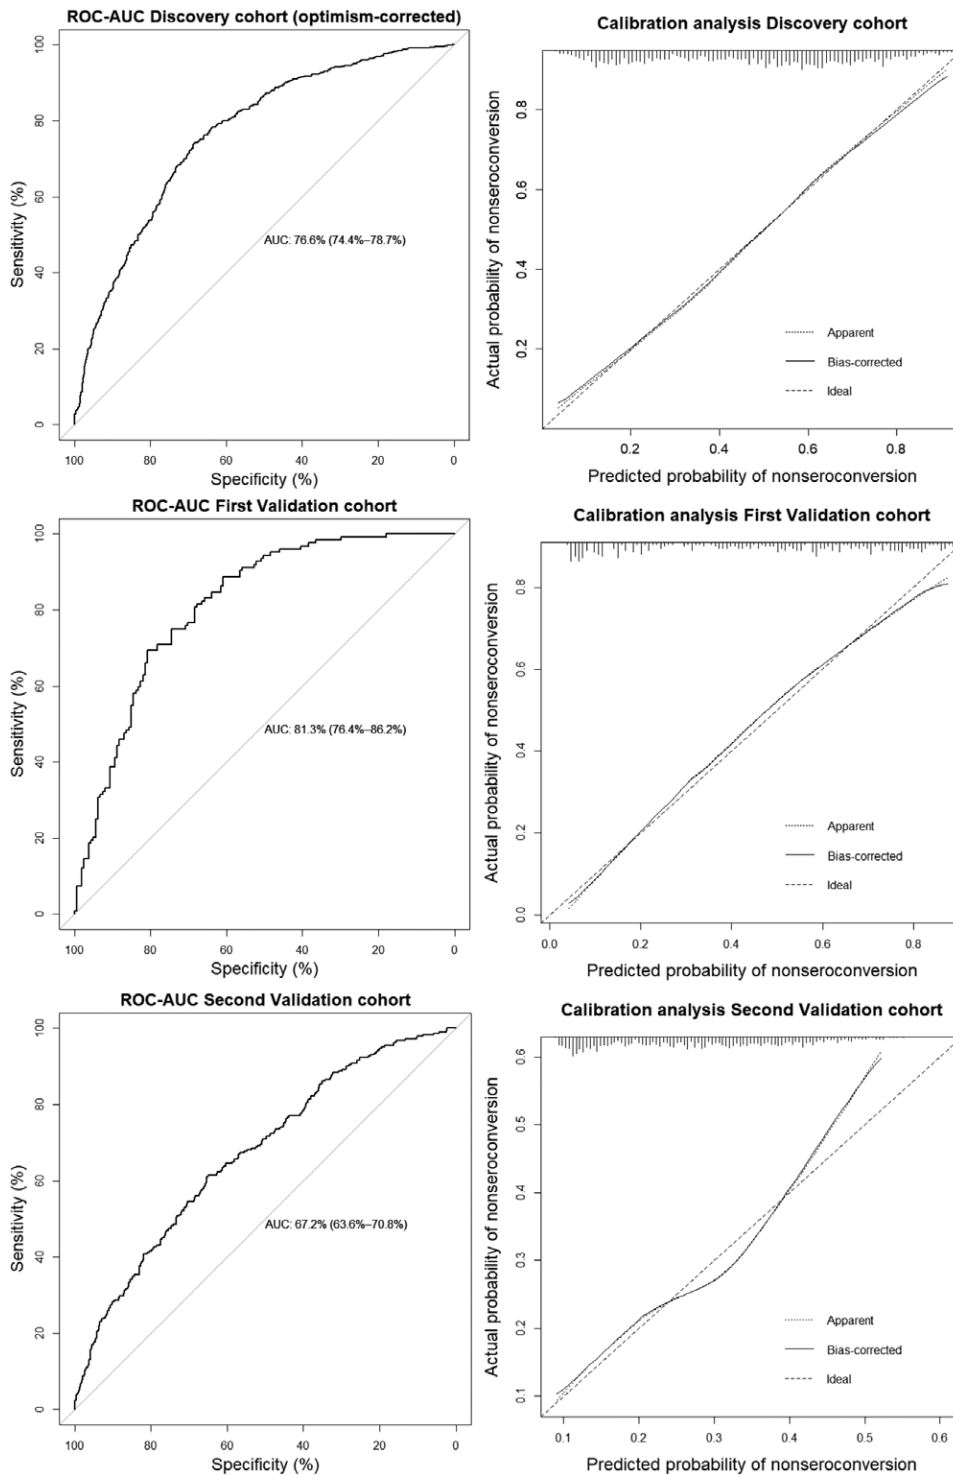 ROC-AUC Discovery cohort (optimism-corrected)
100
80
60
40
20
0
Sensitivity (%)
AUC: 76.6% (74.4%–78.7%)
100
80
60
40
20
0
Specificity (%)
Calibration analysis Discovery cohort
0.8
0.6
0.4
0.2
Actual probability of nonseroconversion
Apparent
Bias-corrected
Ideal
0.2
0.4
0.6
0.8
Predicted probability of nonseroconversion
ROC-AUC First Validation cohort
100
80
60
40
20
0
Sensitivity (%)
AUC: 81.3% (76.4%–86.2%)
100
80
60
40
20
0
Specificity (%)
Calibration analysis First Validation cohort
0.8
0.6
0.4
0.2
0.0
Actual probability of nonseroconversion
Apparent
Bias-corrected
Ideal
0.0
0.2
0.4
0.6
0.8
Predicted probability of nonseroconversion
ROC-AUC Second Validation cohort
100
80
60
40
20
0
Sensitivity (%)
AUC: 67.2% (63.6%–70.8%)
100
80
60
40
20
0
Specificity (%)
Calibration analysis Second Validation cohort
0.6
0.5
0.4
0.3
0.2
0.1
Actual probability of nonseroconversion
Apparent
Bias-corrected
Ideal
0.1
0.2
0.3
0.4
0.5
0.6
Predicted probability of nonseroconversion